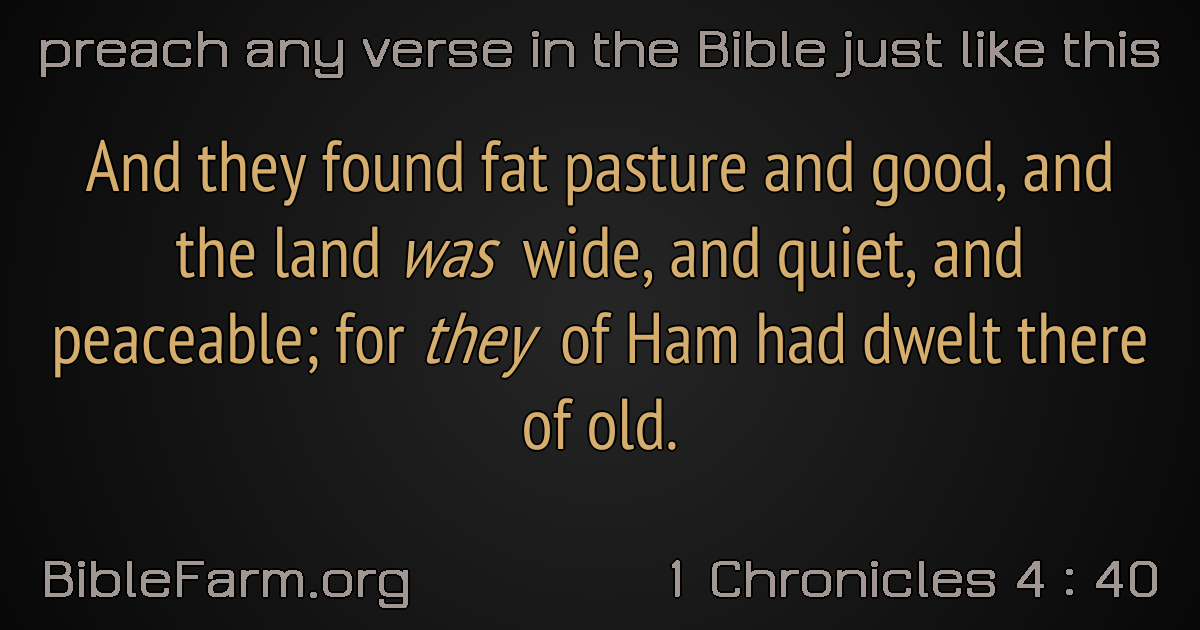 preach any verse in the Bible just like this
And they found fat pasture and good, and
the land was wide, and quiet, and
peaceable; for they of Ham had dwelt there
of old.
BibleFarm.org
1 Chronicles 4 : 40